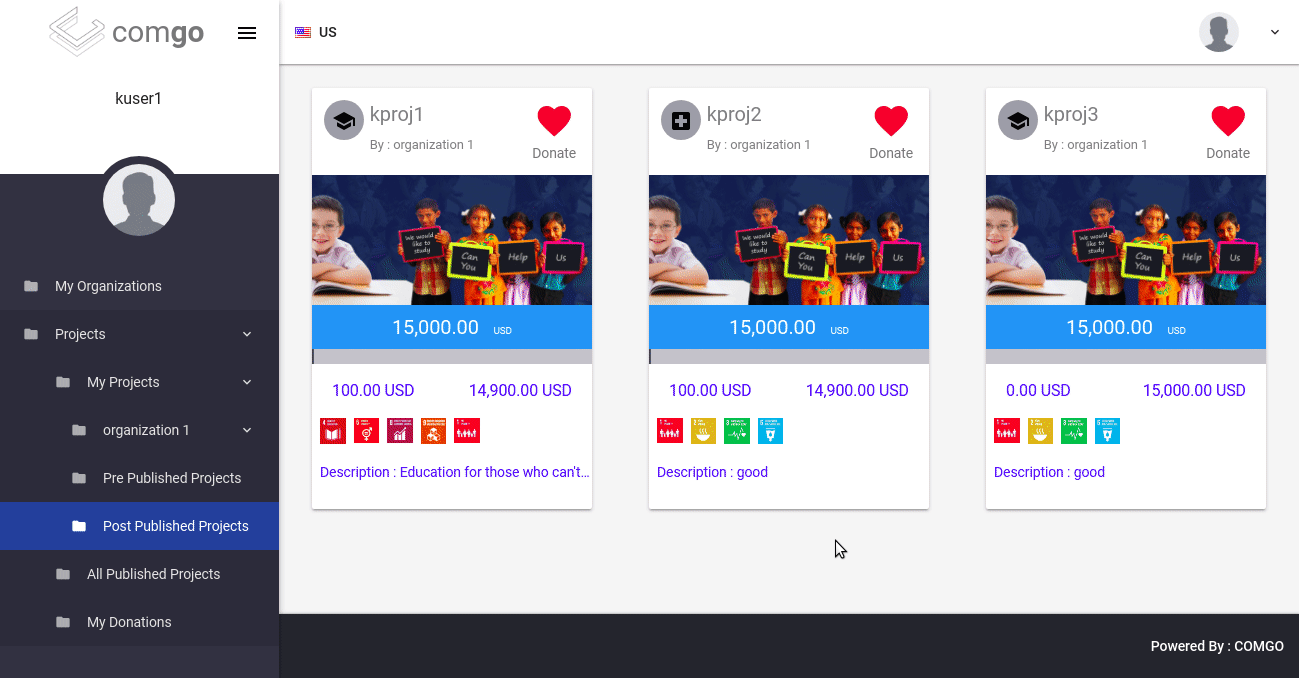 comgo
US
kuser1
My Organizations
Projects
My Projects
organization 1
Pre Published Projects
Post Published Projects
All Published Projects
My Donations
kproj1
By : organization 1
Donate
We would
like to
study
Can
You
Help
Us
15,000.00 USD
100.00 USD 14,900.00 USD
Description : Education for those who can't...
kproj2
By : organization 1
Donate
We would
like to
study
Can
You
Help
Us
15,000.00 USD
100.00 USD 14,900.00 USD
Description : good
kproj3
By : organization 1
Donate
We would
like to
study
Can
You
Help
Us
15,000.00 USD
0.00 USD 15,000.00 USD
Description : good
Powered By : COMGO